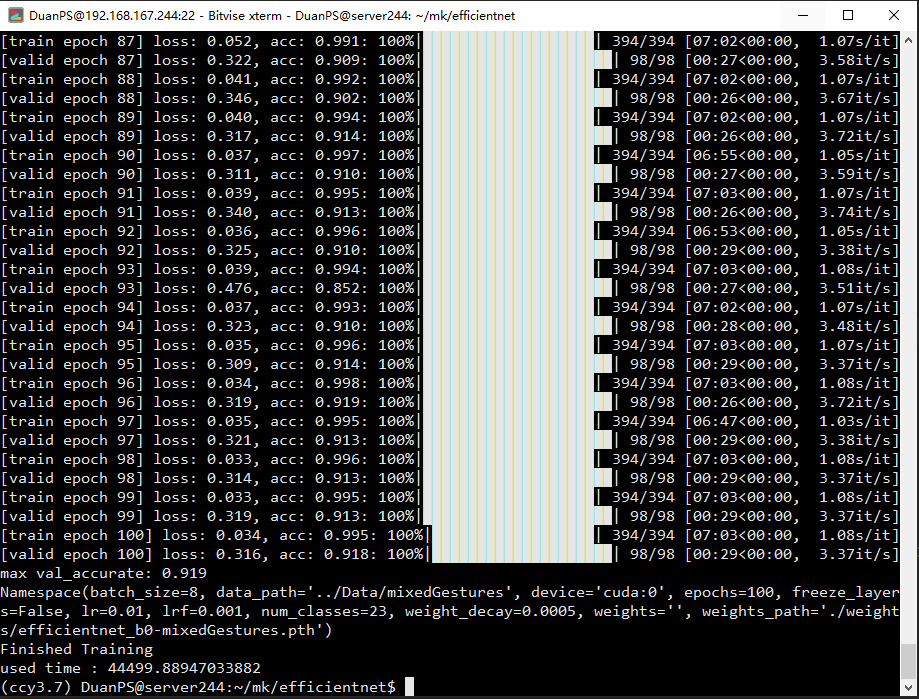 DuanPS@192.168.167.244:22 - Bitvise xterm - DuanPS@server244: ~/mk/efficientnet
[train epoch 87] loss: 0.052, acc: 0.991: 100%| | 394/394 [07:02<00:00, 1.07s/it]
[valid epoch 87] loss: 0.322, acc: 0.909: 100%| | 98/98 [00:27<00:00, 3.58it/s]
[train epoch 88] loss: 0.041, acc: 0.992: 100%| | 394/394 [07:02<00:00, 1.07s/it]
[valid epoch 88] loss: 0.346, acc: 0.902: 100%| | 98/98 [00:26<00:00, 3.67it/s]
[train epoch 89] loss: 0.040, acc: 0.994: 100%| | 394/394 [07:02<00:00, 1.07s/it]
[valid epoch 89] loss: 0.317, acc: 0.914: 100%| | 98/98 [00:26<00:00, 3.72it/s]
[train epoch 90] loss: 0.037, acc: 0.997: 100%| | 394/394 [06:55<00:00, 1.05s/it]
[valid epoch 90] loss: 0.311, acc: 0.910: 100%| | 98/98 [00:27<00:00, 3.59it/s]
[train epoch 91] loss: 0.039, acc: 0.995: 100%| | 394/394 [07:03<00:00, 1.07s/it]
[valid epoch 91] loss: 0.340, acc: 0.913: 100%| | 98/98 [00:26<00:00, 3.74it/s]
[train epoch 92] loss: 0.036, acc: 0.996: 100%| | 394/394 [06:53<00:00, 1.05s/it]
[valid epoch 92] loss: 0.325, acc: 0.910: 100%| | 98/98 [00:29<00:00, 3.38it/s]
[train epoch 93] loss: 0.039, acc: 0.994: 100%| | 394/394 [07:03<00:00, 1.08s/it]
[valid epoch 93] loss: 0.476, acc: 0.852: 100%| | 98/98 [00:27<00:00, 3.51it/s]
[train epoch 94] loss: 0.037, acc: 0.993: 100%| | 394/394 [07:02<00:00, 1.07s/it]
[valid epoch 94] loss: 0.323, acc: 0.910: 100%| | 98/98 [00:28<00:00, 3.48it/s]
[train epoch 95] loss: 0.035, acc: 0.996: 100%| | 394/394 [07:03<00:00, 1.07s/it]
[valid epoch 95] loss: 0.309, acc: 0.914: 100%| | 98/98 [00:29<00:00, 3.37it/s]
[train epoch 96] loss: 0.034, acc: 0.998: 100%| | 394/394 [07:03<00:00, 1.08s/it]
[valid epoch 96] loss: 0.319, acc: 0.919: 100%| | 98/98 [00:26<00:00, 3.72it/s]
[train epoch 97] loss: 0.035, acc: 0.995: 100%| | 394/394 [06:47<00:00, 1.03s/it]
[valid epoch 97] loss: 0.321, acc: 0.913: 100%| | 98/98 [00:29<00:00, 3.38it/s]
[train epoch 98] loss: 0.033, acc: 0.996: 100%| | 394/394 [07:03<00:00, 1.08s/it]
[valid epoch 98] loss: 0.314, acc: 0.913: 100%| | 98/98 [00:29<00:00, 3.37it/s]
[train epoch 99] loss: 0.033, acc: 0.995: 100%| | 394/394 [07:03<00:00, 1.08s/it]
[valid epoch 99] loss: 0.319, acc: 0.913: 100%| | 98/98 [00:29<00:00, 3.37it/s]
[train epoch 100] loss: 0.034, acc: 0.995: 100%| | 394/394 [07:03<00:00, 1.08s/it]
[valid epoch 100] loss: 0.316, acc: 0.918: 100%| | 98/98 [00:29<00:00, 3.37it/s]
max val_accurate: 0.919
Namespace(batch_size=8, data_path='../Data/mixedGestures', device='cuda:0', epochs=100, freeze_layer
s=False, lr=0.01, lrf=0.001, num_classes=23, weight_decay=0.0005, weights='', weights_path='./weight
s/efficientnet_b0-mixedGestures.pth')
Finished Training
used time : 44499.88947033882
(ccy3.7) DuanPS@server244:~/mk/efficientnet$